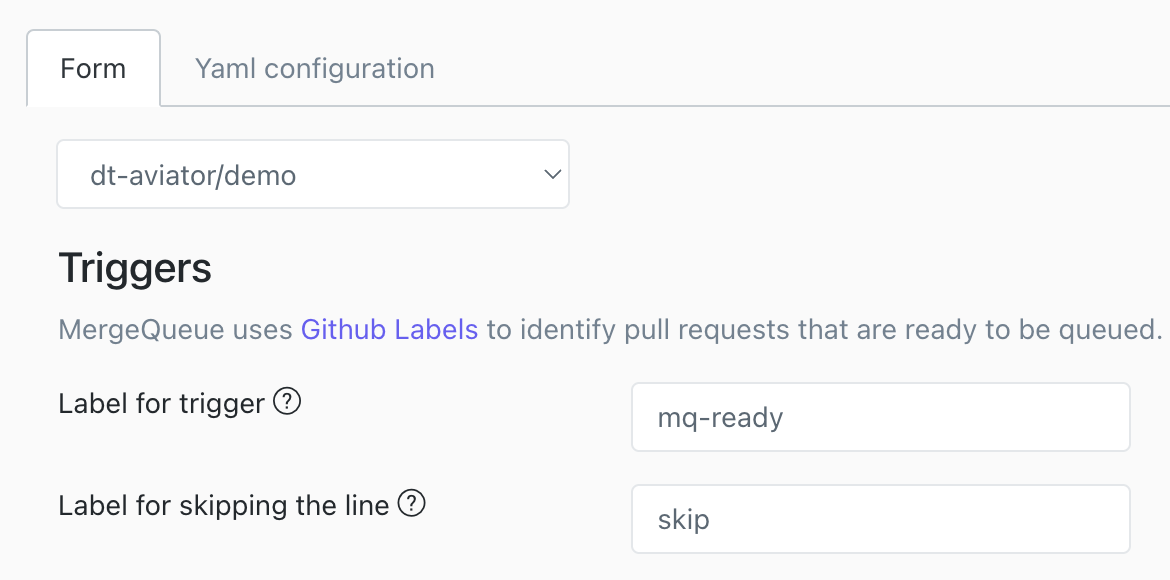 Form Yaml configuration
dt-aviator/demo
Triggers
MergeQueue uses Github Labels to identify pull requests that are ready to be queued.
Label for trigger ? mq-ready
Label for skipping the line ? skip